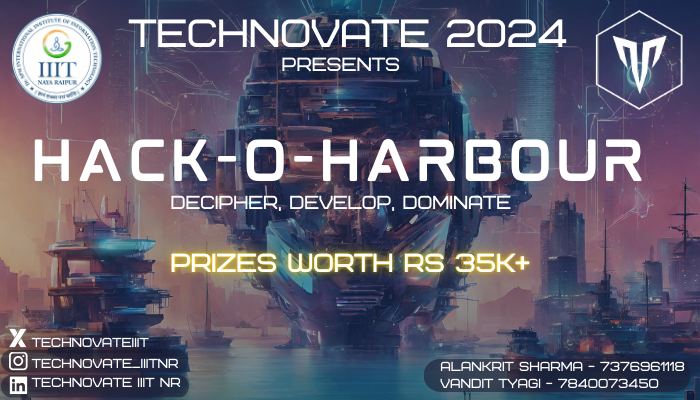 TECHNOVATE 2024
PRESENTS
IIIT
NAYA RAIPUR
HACK-O-HARBOUR
DECIPHER, DEVELOP, DOMINATE
PRIZES WORTH RS 35K+
TECHNOVATEIIIT
TECHNOVATE_IIITNR
TECHNOVATE IIIT NR
ALANKRIT SHARMA - 7376961118
VANDIT TYAGI - 7840073450